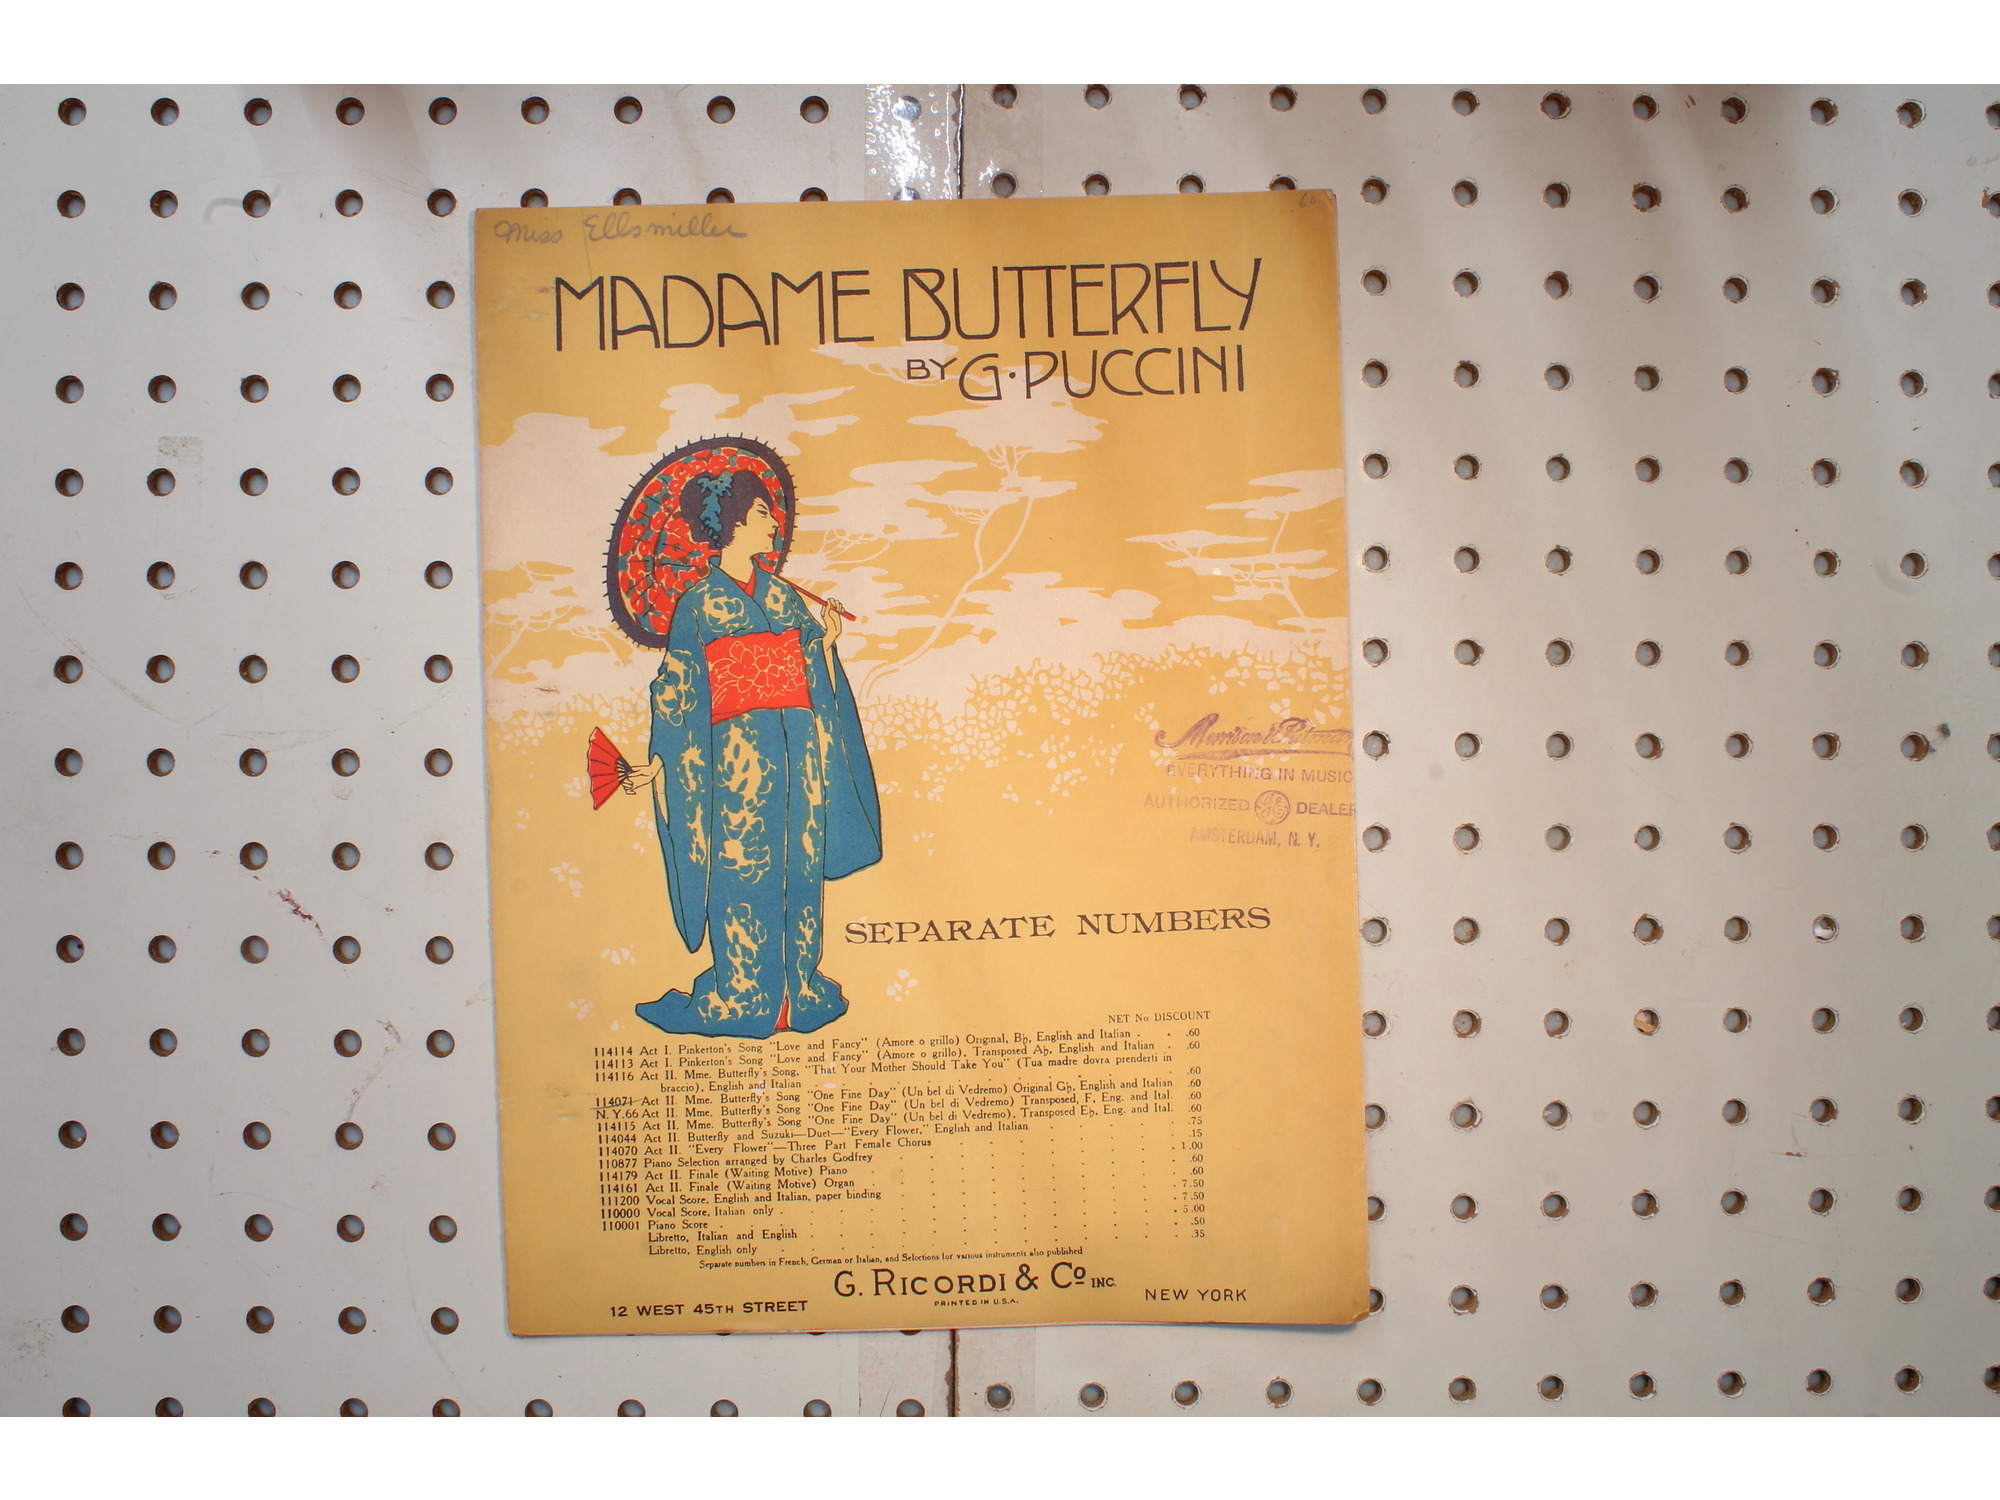 Miss Ellsmiller
60
MADAME BUTTERFLY
BY G. PUCCINI
Morrison & Putman
EVERYTHING IN MUSIC
AUTHORIZED GE DEALER
AMSTERDAM, N. Y.
SEPARATE NUMBERS
NET No DISCOUNT
114114 Act I. Pinkerton's Song "Love and Fancy" (Amore o grillo) Original, B♭, English and Italian . . .60
114113 Act I. Pinkerton's Song "Love and Fancy" (Amore o grillo), Transposed A♭, English and Italian . .60
114116 Act II. Mme. Butterfly's Song, "That Your Mother Should Take You" (Tua madre dovra prenderti in
braccio), English and Italian . . . . . . . .60
114071 Act II. Mme. Butterfly's Song "One Fine Day" (Un bel di Vedremo) Original G♭, English and Italian .60
N. Y. 66 Act II. Mme. Butterfly's Song "One Fine Day" (Un bel di Vedremo) Transposed, F, Eng. and Ital. .60
114115 Act II. Mme. Butterfly's Song "One Fine Day" (Un bel di Vedremo), Transposed E♭, Eng. and Ital. .60
114044 Act II. Butterfly and Suzuki—Duet—"Every Flower," English and Italian . . . . . .75
114070 Act II. "Every Flower"—Three Part Female Chorus . . . . . . . .15
110877 Piano Selection arranged by Charles Godfrey . . . . . . . . . 1.00
114179 Act II. Finale (Waiting Motive) Piano . . . . . . . . . .60
114161 Act II. Finale (Waiting Motive) Organ . . . . . . . . . .60
111200 Vocal Score, English and Italian, paper binding . . . . . . . . . 7.50
110000 Vocal Score, Italian only . . . . . . . . . . . 7.50
110001 Piano Score . . . . . . . . . . . . 5.00
Libretto, Italian and English . . . . . . . . . . .50
Libretto, English only . . . . . . . . . . . .35
Separate numbers in French, German or Italian, and Selections for various instruments also published
G. RICORDI & Co INC.
PRINTED IN U.S.A.
12 WEST 45TH STREET
NEW YORK